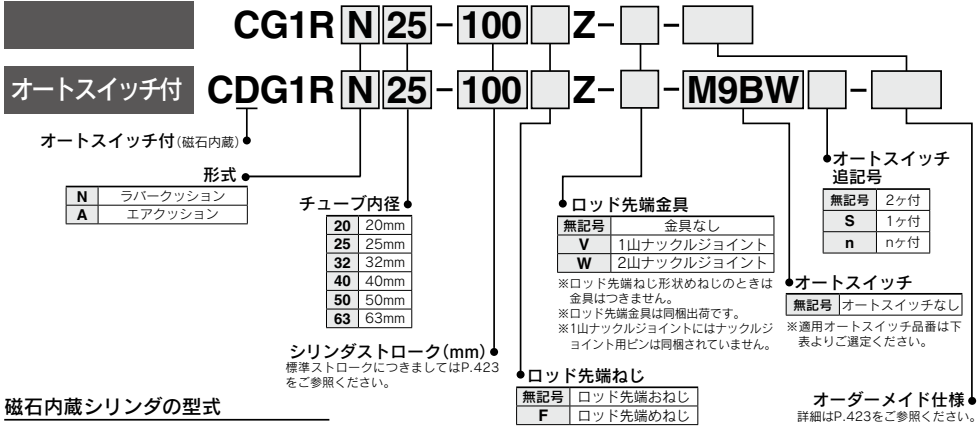 CG1R N 25-100 Z- -
オートスイッチ付 CDG1R N 25-100 Z- - M9BW -
オートスイッチ付(磁石内蔵)
形式
N ラバークッション
A エアクッション
チューブ内径
20 20mm
25 25mm
32 32mm
40 40mm
50 50mm
63 63mm
シリンダストローク(mm)
標準ストロークにつきましてはP.423
をご参照ください。
ロッド先端金具
無記号 金具なし
V 1山ナックルジョイント
W 2山ナックルジョイント
※ロッド先端ねじ形状めねじのときは
金具はつきません。
※ロッド先端金具は同梱出荷です。
※1山ナックルジョイントにはナックルジ
ョイント用ピンは同梱されていません。
ロッド先端ねじ
無記号 ロッド先端おねじ
F ロッド先端めねじ
オートスイッチ
追記号
無記号 2ヶ付
S 1ヶ付
n nヶ付
オートスイッチ
無記号 オートスイッチなし
※適用オートスイッチ品番は下
表よりご選定ください。
オーダーメイド仕様
詳細はP.423をご参照ください。
磁石内蔵シリンダの型式